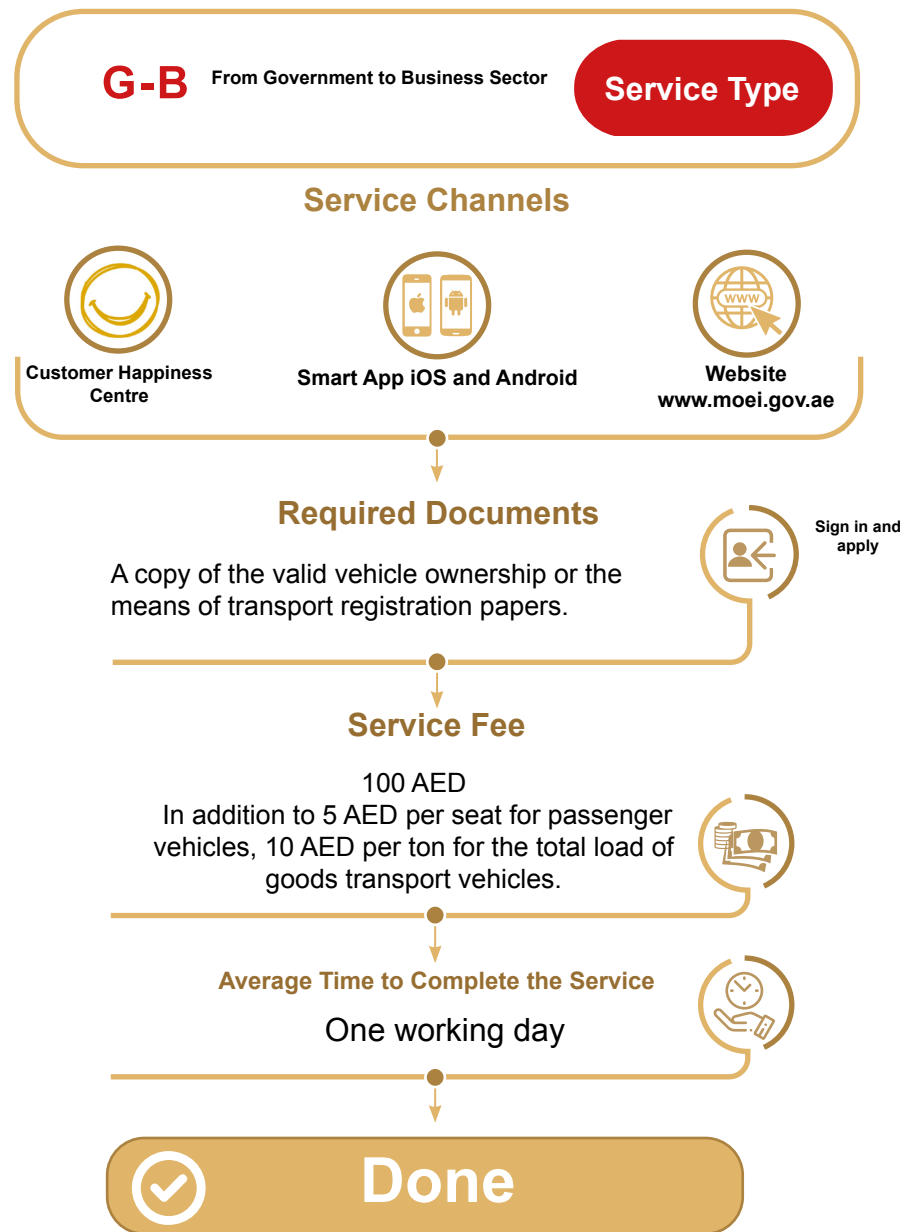 G-B
From Government to Business Sector
Service Type
Service Channels
Customer Happiness
Centre
Smart App iOS and Android
WWW
Website
www.moei.gov.ae
Required Documents
Sign in and
apply
A copy of the valid vehicle ownership or the
means of transport registration papers.
Service Fee
100 AED
In addition to 5 AED per seat for passenger
vehicles, 10 AED per ton for the total load of
goods transport vehicles.
Average Time to Complete the Service
One working day
Done